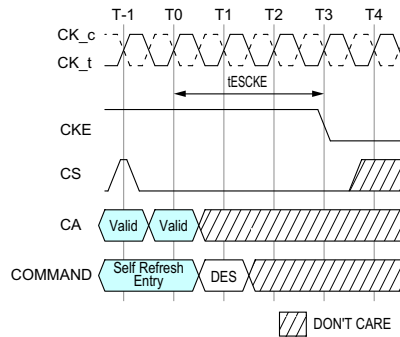 T-1 T0 T1 T2 T3 T4
CK_c
CK_t
tESCKE
CKE
CS
CA Valid Valid
COMMAND Self Refresh Entry DES
DON'T CARE